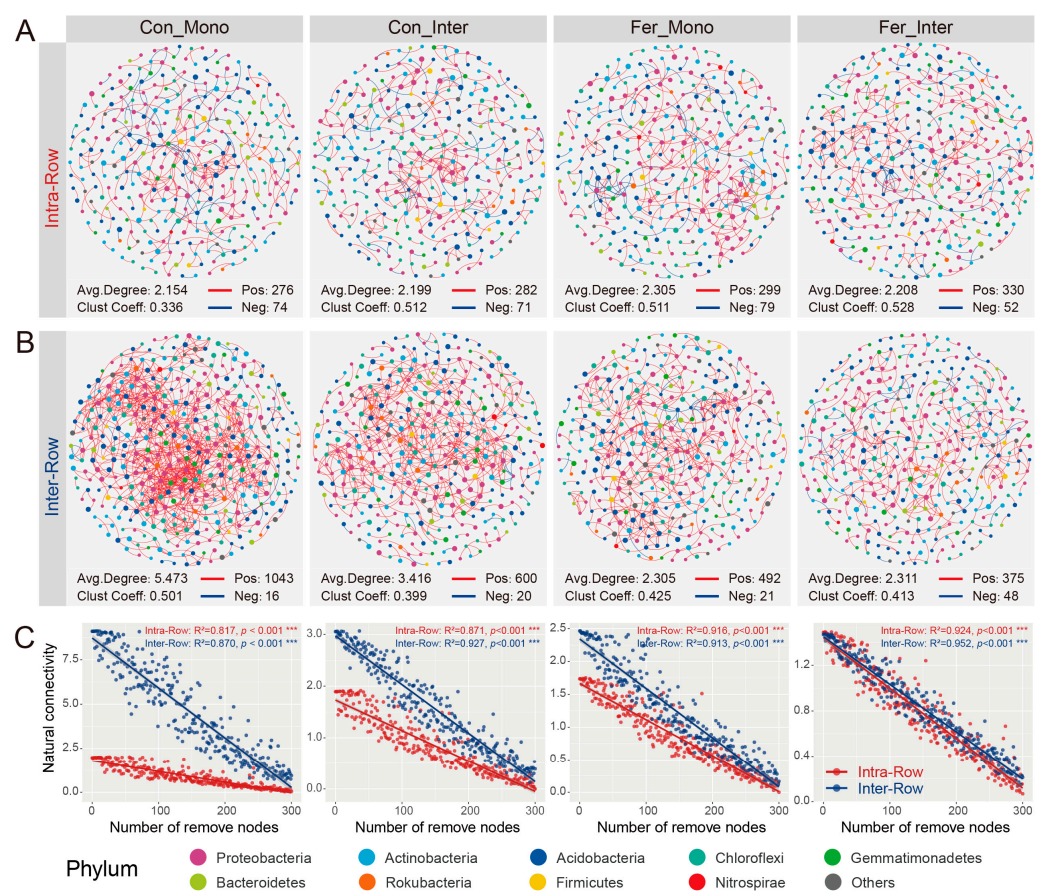 A
Con_Mono
Con_Inter
Fer_Mono
Fer_Inter
Intra-Row
Avg.Degree: 2.154 Pos: 276
Clust Coeff: 0.336 Neg: 74
Avg.Degree: 2.199 Pos: 282
Clust Coeff: 0.512 Neg: 71
Avg.Degree: 2.305 Pos: 299
Clust Coeff: 0.511 Neg: 79
Avg.Degree: 2.208 Pos: 330
Clust Coeff: 0.528 Neg: 52
B
Inter-Row
Avg.Degree: 5.473 Pos: 1043
Clust Coeff: 0.501 Neg: 16
Avg.Degree: 3.416 Pos: 600
Clust Coeff: 0.399 Neg: 20
Avg.Degree: 2.305 Pos: 492
Clust Coeff: 0.425 Neg: 21
Avg.Degree: 2.311 Pos: 375
Clust Coeff: 0.413 Neg: 48
C
Natural connectivity
Intra-Row: R²=0.817, p < 0.001 ***
Inter-Row: R²=0.870, p < 0.001 ***
7.5
5.0
2.5
0.0
0 100 200 300
Number of remove nodes
Intra-Row: R²=0.871, p<0.001 ***
Inter-Row: R²=0.927, p<0.001 ***
3.0
2.0
1.0
0.0
0 100 200 300
Number of remove nodes
Intra-Row: R²=0.916, p<0.001 ***
Inter-Row: R²=0.913, p<0.001 ***
2.5
2.0
1.5
1.0
0.5
0.0
0 100 200 300
Number of remove nodes
Intra-Row: R²=0.924, p<0.001 ***
Inter-Row: R²=0.952, p<0.001 ***
1.2
0.8
0.4
0.0
Intra-Row
Inter-Row
0 100 200 300
Number of remove nodes
Phylum
Proteobacteria Actinobacteria Acidobacteria Chloroflexi Gemmatimonadetes
Bacteroidetes Rokubacteria Firmicutes Nitrospirae Others